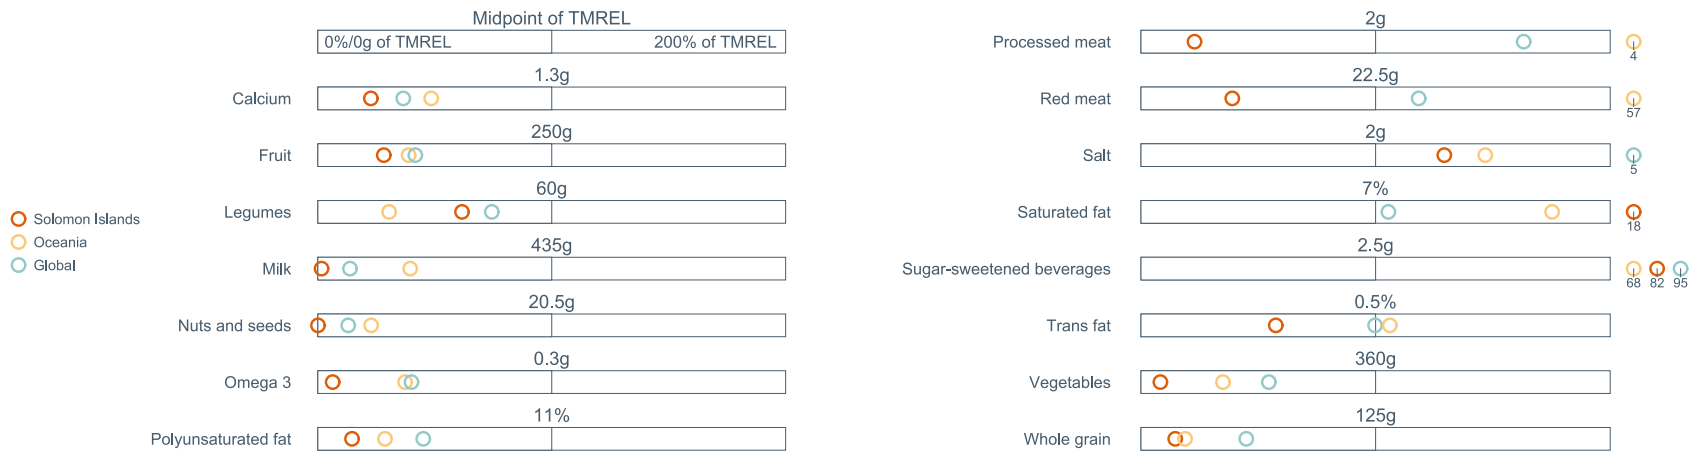 Midpoint of TMREL
0%/0g of TMREL
200% of TMREL
1.3g
Calcium
250g
Fruit
60g
Legumes
435g
Milk
20.5g
Nuts and seeds
0.3g
Omega 3
11%
Polyunsaturated fat
Solomon Islands
Oceania
Global
2g
Processed meat
4
22.5g
Red meat
57
2g
Salt
5
7%
Saturated fat
18
2.5g
Sugar-sweetened beverages
68 82 95
0.5%
Trans fat
360g
Vegetables
125g
Whole grain